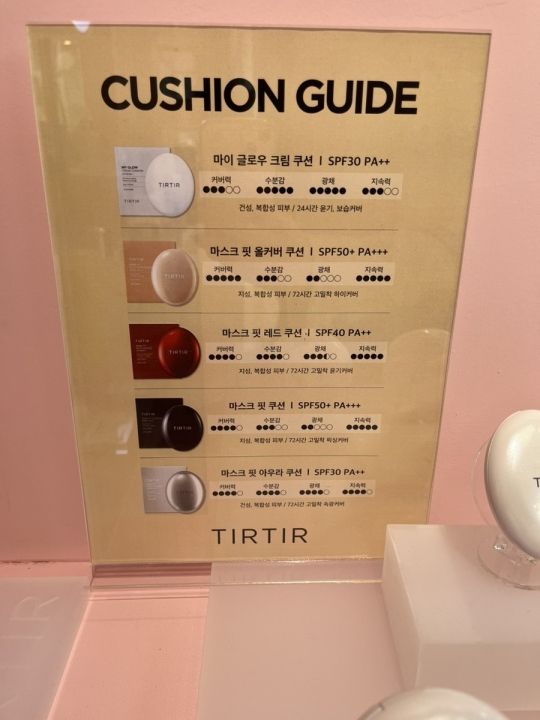 CUSHION GUIDE
마이 글로우 크림 쿠션 | SPF30 PA++
커버력 수분감 광채 지속력
●●●○○ ●●●●● ●●●●● ●●●○○
건성, 복합성 피부 / 24시간 윤기, 보습커버
TIRTIR
마스크 핏 올커버 쿠션 | SPF50+ PA+++
커버력 수분감 광채 지속력
●●●●● ●●●○○ ●●○○○ ●●●●●
지성, 복합성 피부 / 72시간 고밀착 하이커버
TIRTIR
마스크 핏 레드 쿠션 | SPF40 PA++
커버력 수분감 광채 지속력
지성, 복합성 피부 / 72시간 고밀착 윤기커버
TIRTIR
마스크 핏 쿠션 | SPF50+ PA+++
커버력 수분감 광채 지속력
●●●●○ ●●●○○ ●●○○○ ●●●●●
지성, 복합성 피부 / 72시간 고밀착 픽싱커버
TIRTIR
마스크 핏 아우라 쿠션 | SPF30 PA++
커버력 수분감 광채 지속력
●●●●○ ●●●●○ ●●●●○ ●●●●○
건성, 복합성 피부 / 72시간 고밀착 속광커버
TIRTIR